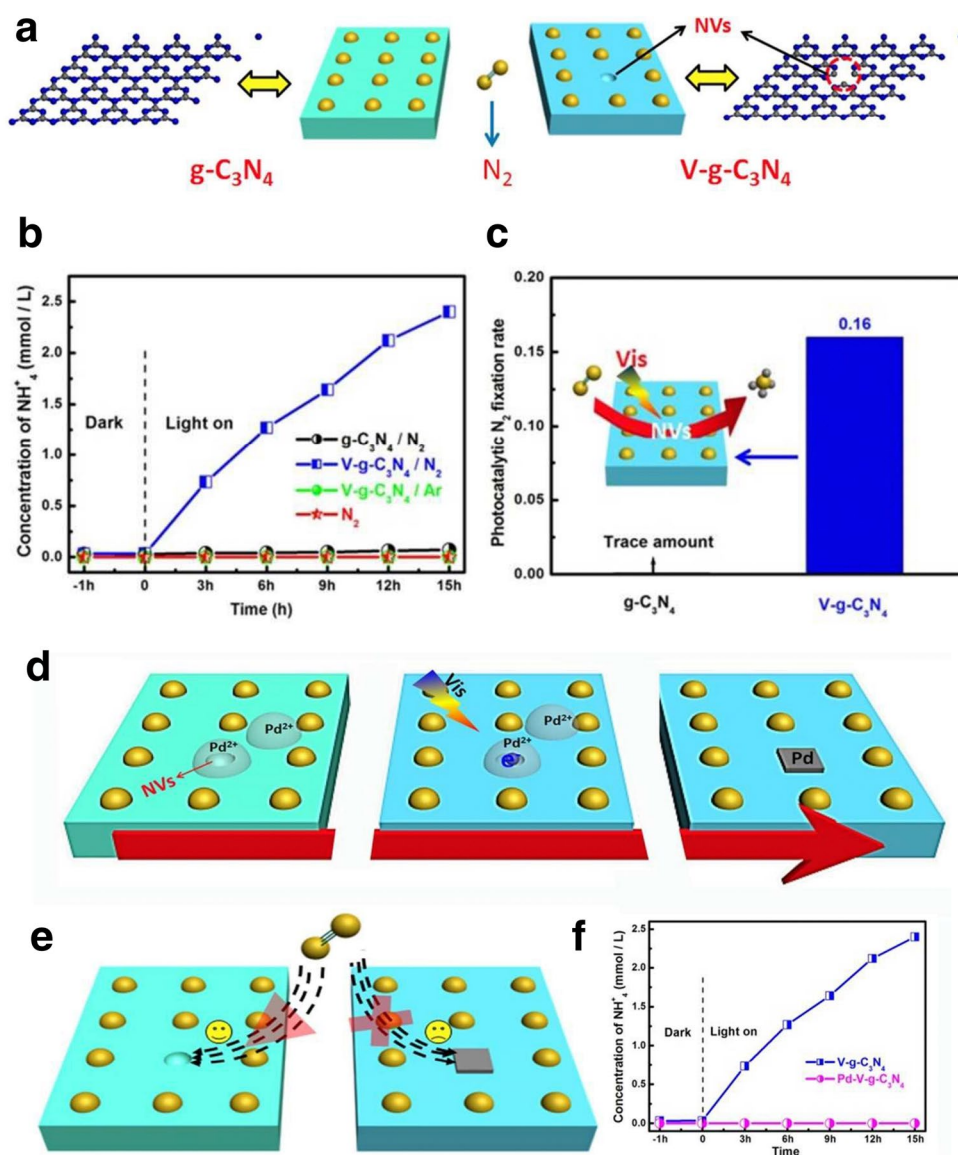 a
NVs
g-C₃N₄
N₂
V-g-C₃N₄
b
Concentration of NH₄⁺ (mmol / L)
2.5
2.0
1.5
1.0
0.5
0.0
Dark
Light on
g-C₃N₄ / N₂
V-g-C₃N₄ / N₂
V-g-C₃N₄ / Ar
N₂
-1h 0 3h 6h 9h 12h 15h
Time (h)
c
Photocatalytic N₂ fixation rate
0.20
0.15
0.10
0.05
0.00
0.16
Vis
NVs
Trace amount
g-C₃N₄
V-g-C₃N₄
d
Pd²⁺
Pd²⁺
NVs
Vis
Pd²⁺
Pd²⁺
e
Pd
e
f
Concentration of NH₄⁺ (mmol / L)
2.5
2.0
1.5
1.0
0.5
0.0
Dark
Light on
V-g-C₃N₄
Pd-V-g-C₃N₄
-1h 0 3h 6h 9h 12h 15h
Time